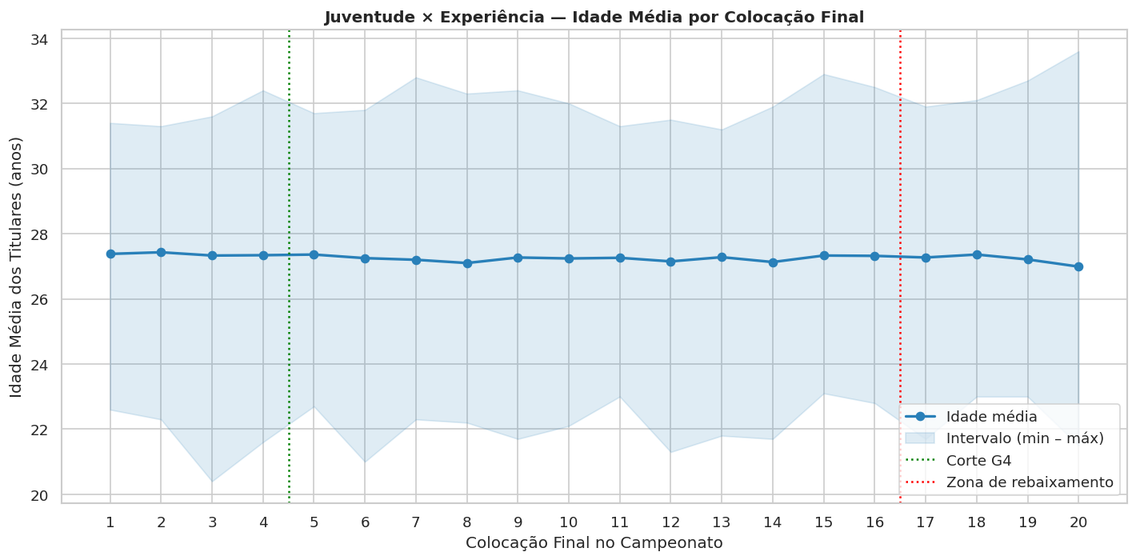 Juventude × Experiência — Idade Média por Colocação Final
Idade Média dos Titulares (anos)
34
32
30
28
26
24
22
20
Idade média
Intervalo (min – máx)
Corte G4
Zona de rebaixamento
1 2 3 4 5 6 7 8 9 10 11 12 13 14 15 16 17 18 19 20
Colocação Final no Campeonato